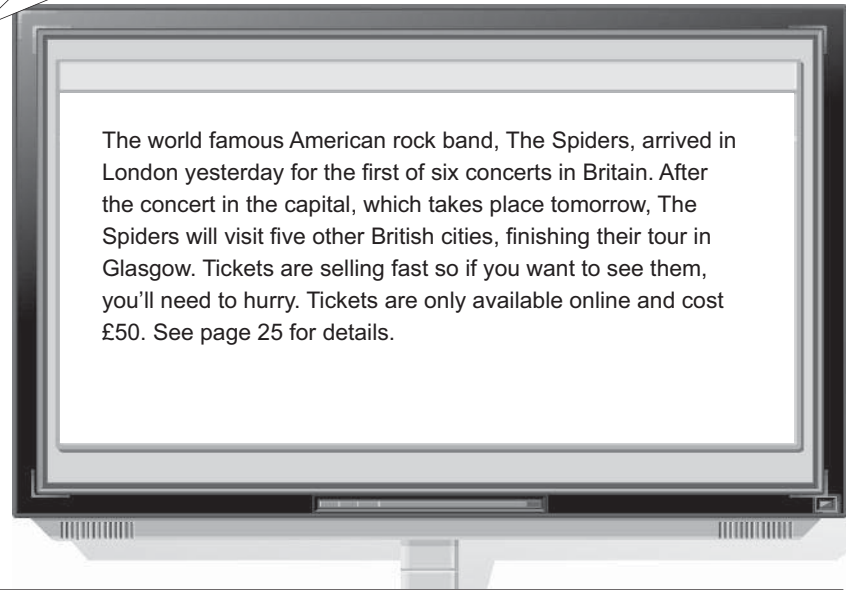 The world famous American rock band, The Spiders, arrived in
London yesterday for the first of six concerts in Britain. After
the concert in the capital, which takes place tomorrow, The
Spiders will visit five other British cities, finishing their tour in
Glasgow. Tickets are selling fast so if you want to see them,
you’ll need to hurry. Tickets are only available online and cost
£50. See page 25 for details.